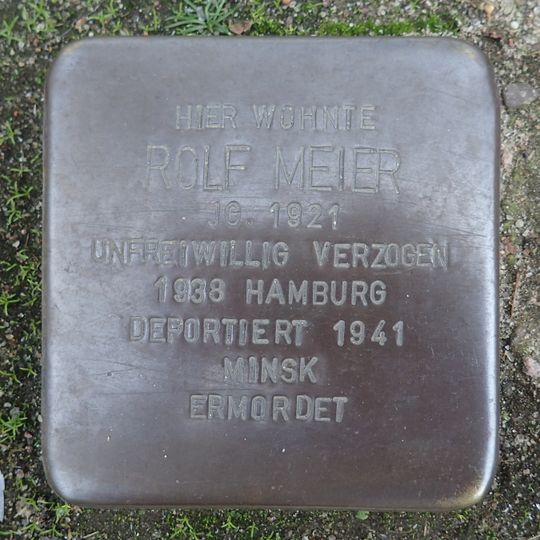 HIER WOHNTE
ROLF MEIER
JG. 1921
UNFREIWILLIG VERZOGEN
1938 HAMBURG
DEPORTIERT 1941
MINSK
ERMORDET